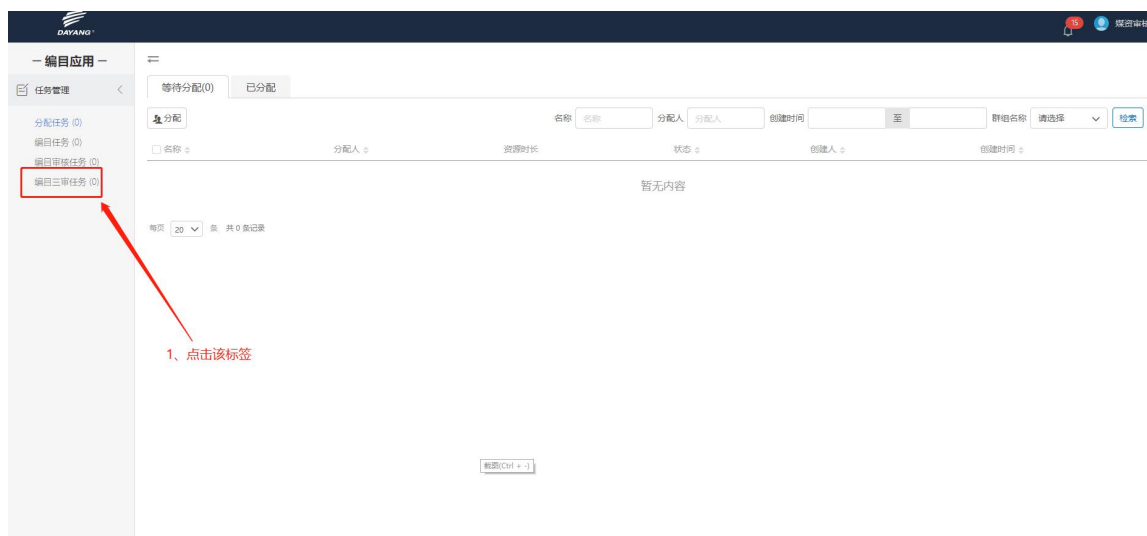 DAYANG
15
媒资审核
－编目应用－
任务管理
分配任务 (0)
编目任务 (0)
编目审核任务 (0)
编目三审任务 (0)
等待分配(0) 已分配
分配 名称 名称 分配人 分配人 创建时间 至 群组名称 请选择 检索
名称 分配人 资源时长 状态 创建人 创建时间
暂无内容
每页 20 条 共 0 条记录
1、点击该标签
截图(Ctrl + -)